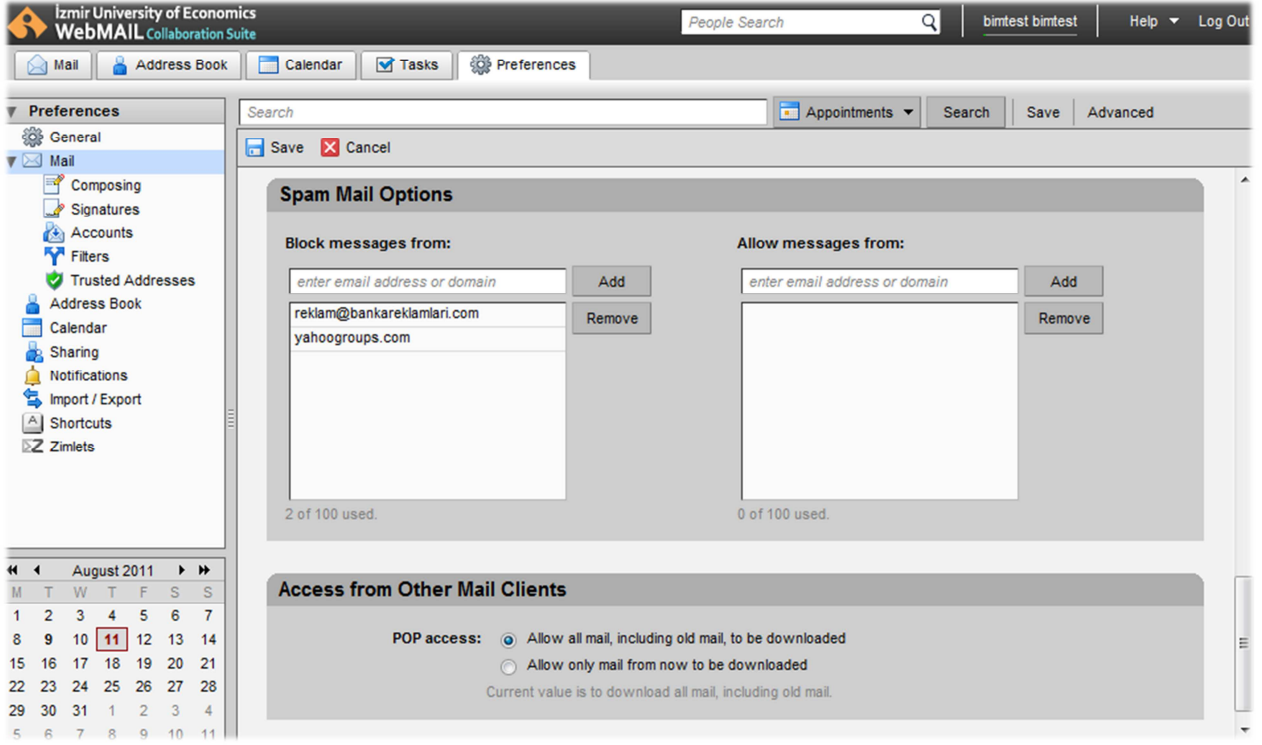 İzmir University of Economics
WebMAIL Collaboration Suite
People Search
bimtest bimtest
Help
Log Out
Mail
Address Book
Calendar
Tasks
Preferences
Preferences
General
Mail
Composing
Signatures
Accounts
Filters
Trusted Addresses
Address Book
Calendar
Sharing
Notifications
Import / Export
A Shortcuts
Z Zimlets
August 2011
M T W T F S S
1 2 3 4 5 6 7
8 9 10 11 12 13 14
15 16 17 18 19 20 21
22 23 24 25 26 27 28
29 30 31 1 2 3 4
5 6 7 8 9 10 11
Search
Appointments
Search
Save
Advanced
Save
Cancel
Spam Mail Options
Block messages from:
enter email address or domain
Add
reklam@bankareklamlari.com
yahoogroups.com
Remove
2 of 100 used.
Allow messages from:
enter email address or domain
Add
Remove
0 of 100 used.
Access from Other Mail Clients
POP access:
Allow all mail, including old mail, to be downloaded
Allow only mail from now to be downloaded
Current value is to download all mail, including old mail.